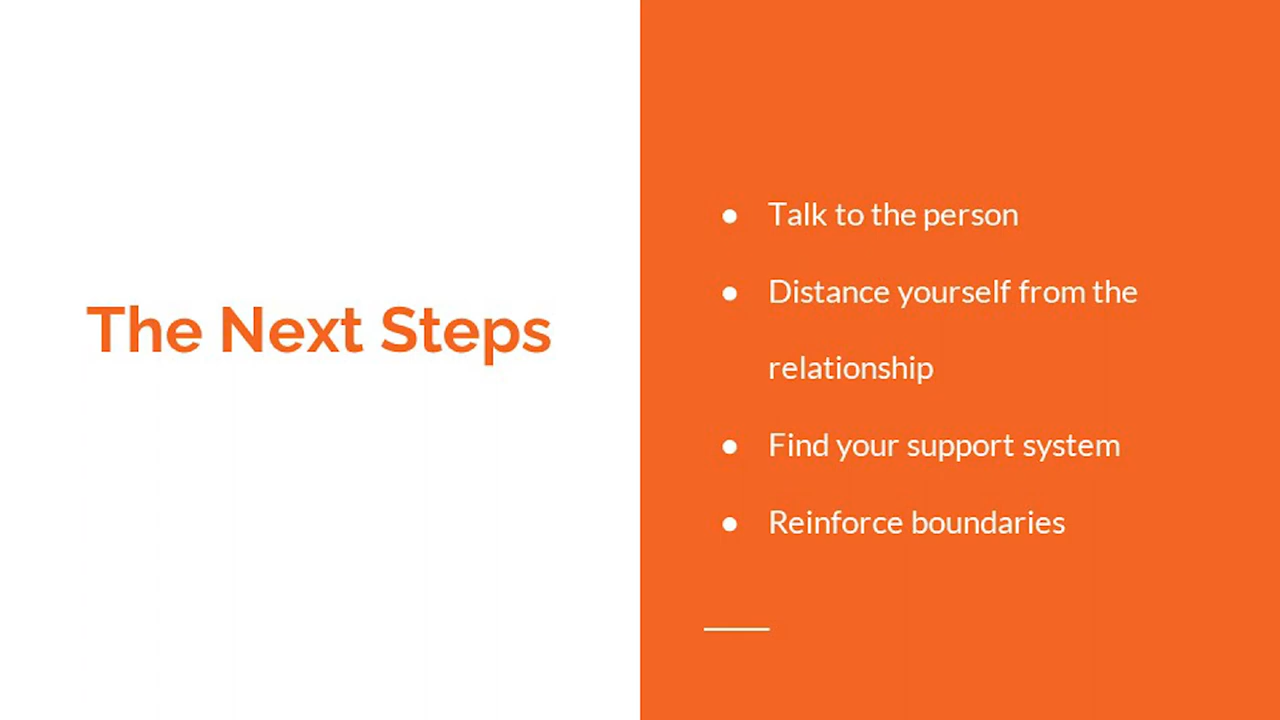 The Next Steps
● Talk to the person
● Distance yourself from the
relationship
● Find your support system
● Reinforce boundaries